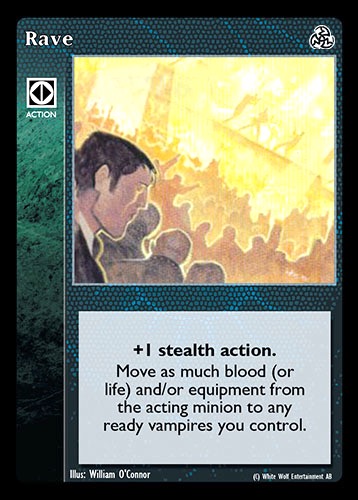 Rave
ACTION
+1 stealth action.
Move as much blood (or
life) and/or equipment from
the acting minion to any
ready vampires you control.
Illus: William O'Connor
(C) White Wolf Entertainment AB